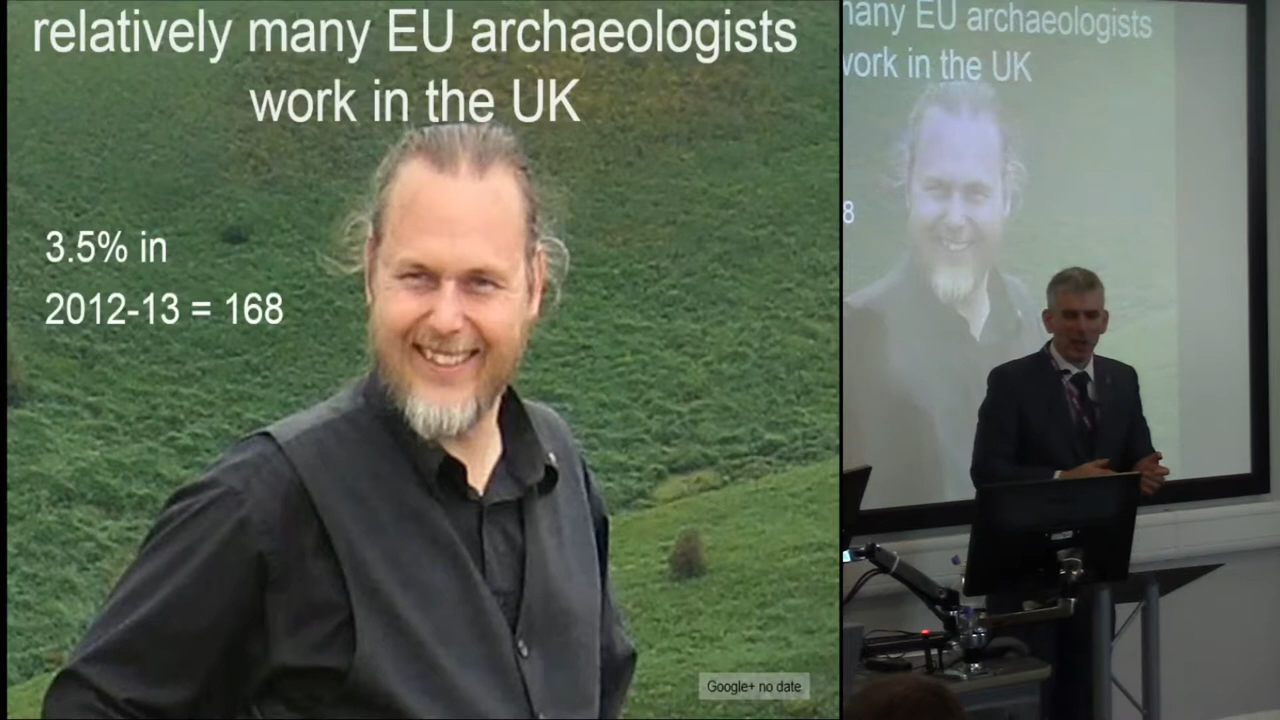 relatively many EU archaeologists
work in the UK
3.5% in
2012-13 = 168
Google+ no date
many EU archaeologists
work in the UK
8